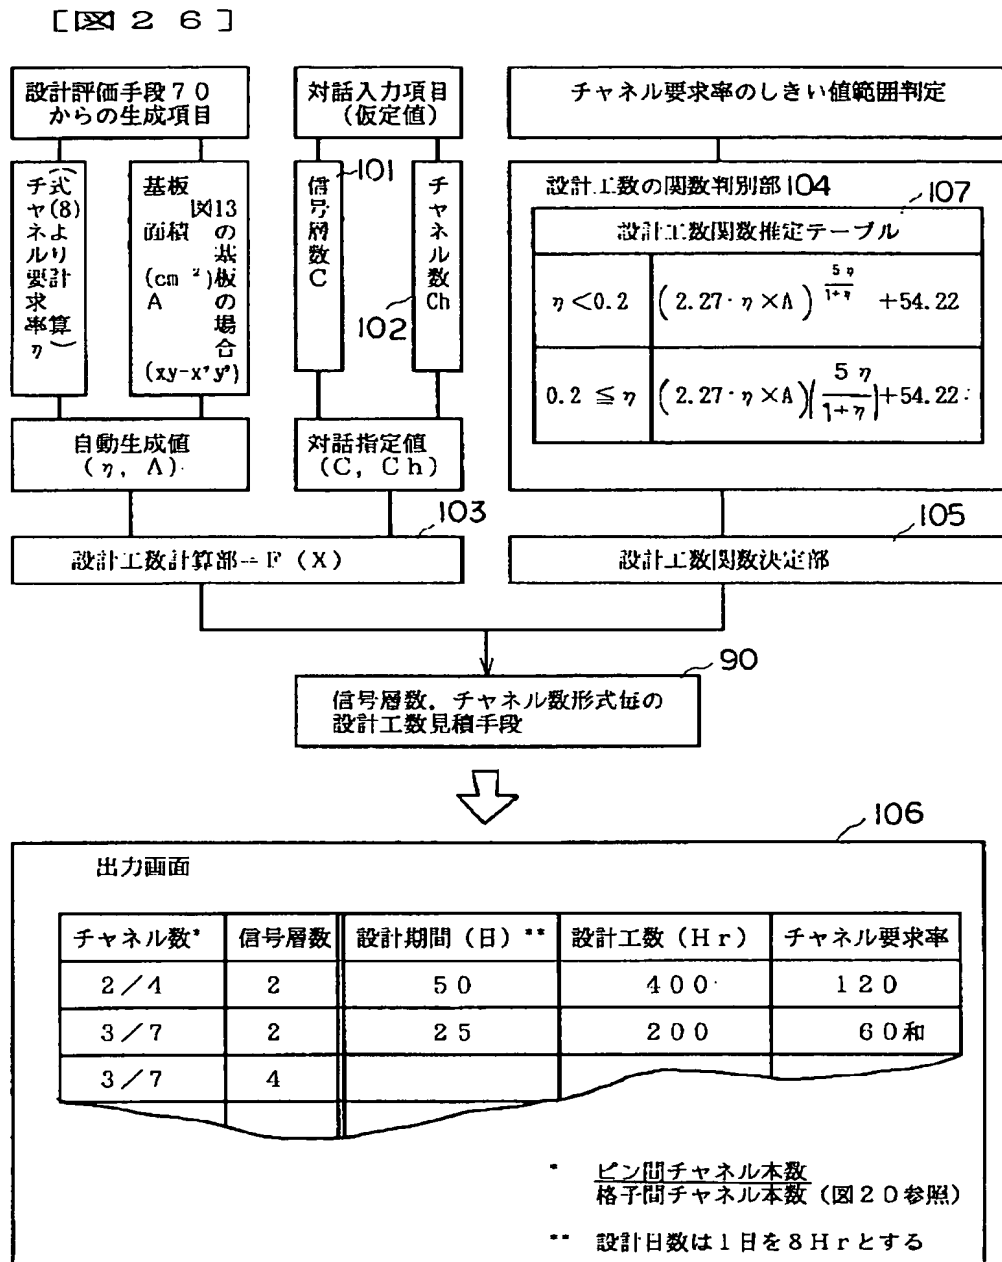 ［図２６］
設計評価手段７０
からの生成項目
対話入力項目
（仮定値）
チャネル要求率のしきい値範囲判定
チャネル要求率η
（式(8)より計算）
基板面積
(cm²)
A
図13の基板の場合
(xy-x'y')
信号層数C
101
チャネル数Ch
102
設計工数の関数判別部104
107
設計工数関数推定テーブル
η<0.2
(2.27·η×A)^{5η/(1+η)}+54.22
0.2≦η
(2.27·η×A)(5η/(1+η))+54.22
自動生成値
（η，A）
対話指定値
（C，Ch）
103
設計工数計算部＝F（X）
105
設計工数関数決定部
90
信号層数．チャネル数形式毎の
設計工数見積手段
106
出力画面
チャネル数* 信号層数 設計期間（日）** 設計工数（Hr） チャネル要求率
２／４ ２ ５０ ４００ １２０
３／７ ２ ２５ ２００ ６０和
３／７ ４
* ピン間チャネル本数
格子間チャネル本数（図２０参照）
** 設計日数は１日を８Hrとする